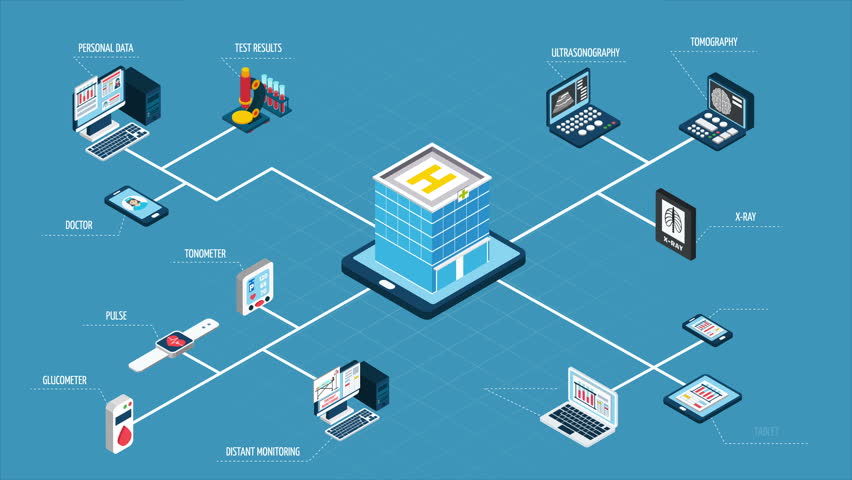 PERSONAL DATA
TEST RESULTS
ULTRASONOGRAPHY
TOMOGRAPHY
DOCTOR
H
X-RAY
X-RAY
TONOMETER
PULSE
GLUCOMETER
DISTANT MONITORING
TABLET